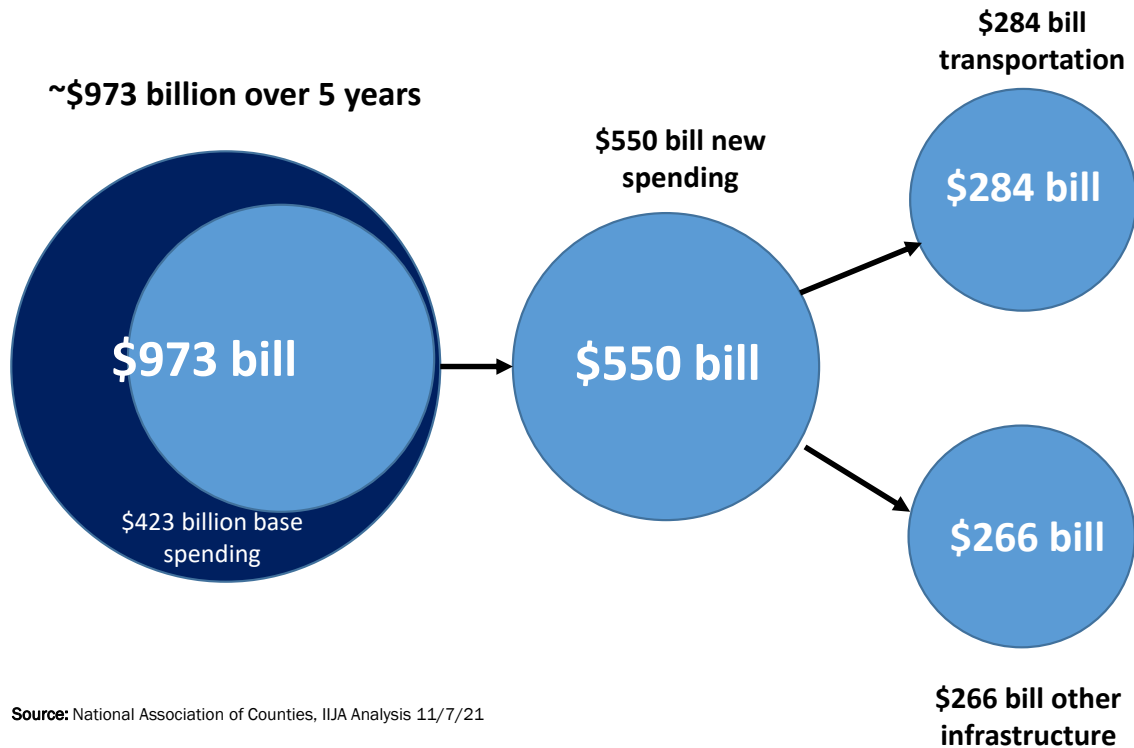 ~$973 billion over 5 years
$973 bill
$423 billion base
spending
$550 bill new
spending
$550 bill
$284 bill
transportation
$284 bill
$266 bill
$266 bill other
infrastructure
Source: National Association of Counties, IIJA Analysis 11/7/21